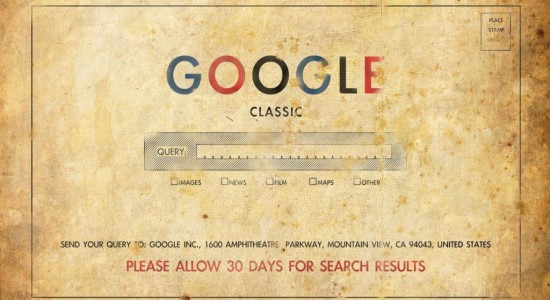 PLACE
STAMP
GOOGLE
CLASSIC
QUERY
IMAGES NEWS FILM MAPS OTHER
SEND YOUR QUERY TO: GOOGLE INC., 1600 AMPHITHEATRE PARKWAY, MOUNTAIN VIEW, CA 94043, UNITED STATES
PLEASE ALLOW 30 DAYS FOR SEARCH RESULTS